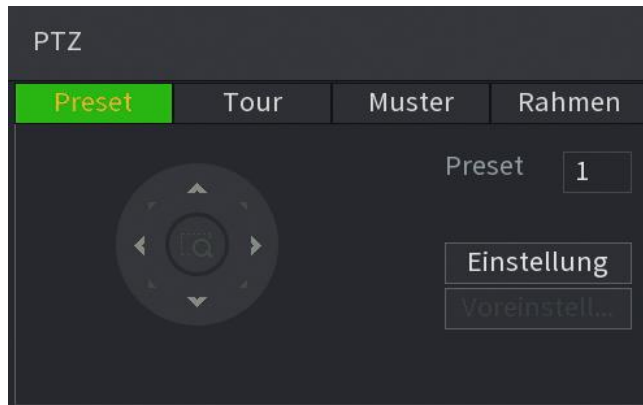 PTZ
Preset Tour Muster Rahmen
Preset 1
Einstellung
Voreinstell...